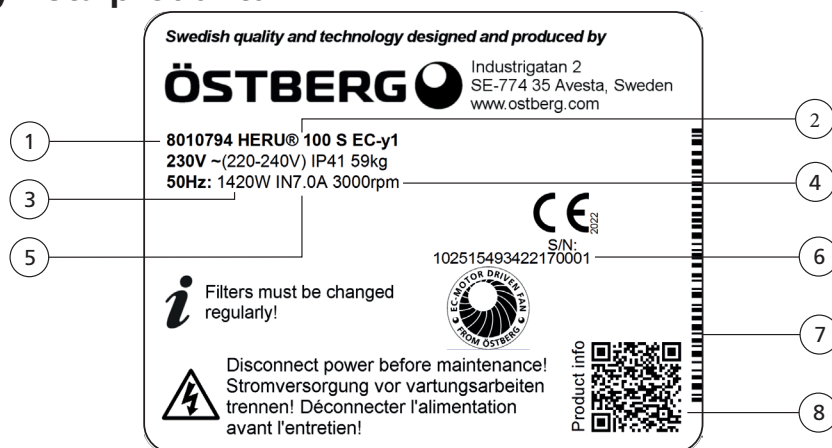 Swedish quality and technology designed and produced by
ÖSTBERG
Industrigatan 2
SE-774 35 Avesta, Sweden
www.ostberg.com
1
2
8010794 HERU® 100 S EC-y1
230V ~(220-240V) IP41 59kg
50Hz: 1420W IN7.0A 3000rpm
3
4
CE
2022
S/N:
5
102515493422170001
6
Filters must be changed
regularly!
EC-MOTOR DRIVEN FAN
FROM ÖSTBERG
7
Disconnect power before maintenance!
Stromversorgung vor vartungsarbeiten
trennen! Déconnecter l'alimentation
avant l'entretien!
Product info
8